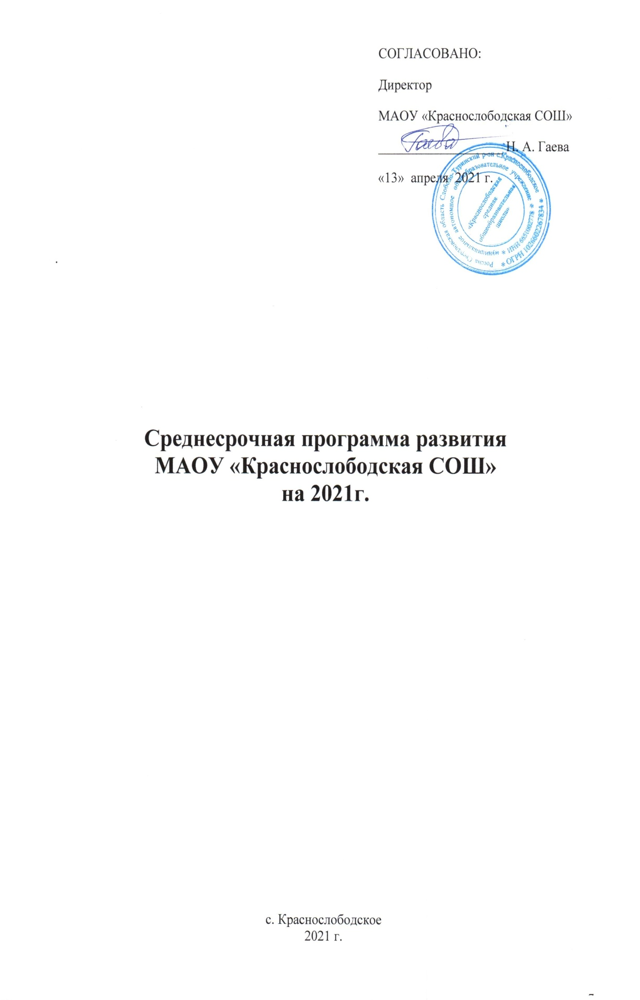 СОГЛАСОВАНО:
Директор
МАОУ «Краснослободская СОШ»
Гаева
Н. А. Гаева
«13» апреля 2021 г.
Россия Свердловская область Слободо-Туринский р-он с.Краснослободское *
* ОГРН 1026602267834
муниципальное автономное общеобразовательное учреждение *
* ИНН 6651002778
«Краснослободская
средняя
общеобразовательная
школа»
Среднесрочная программа развития
МАОУ «Краснослободская СОШ»
на 2021г.
с. Краснослободское
2021 г.